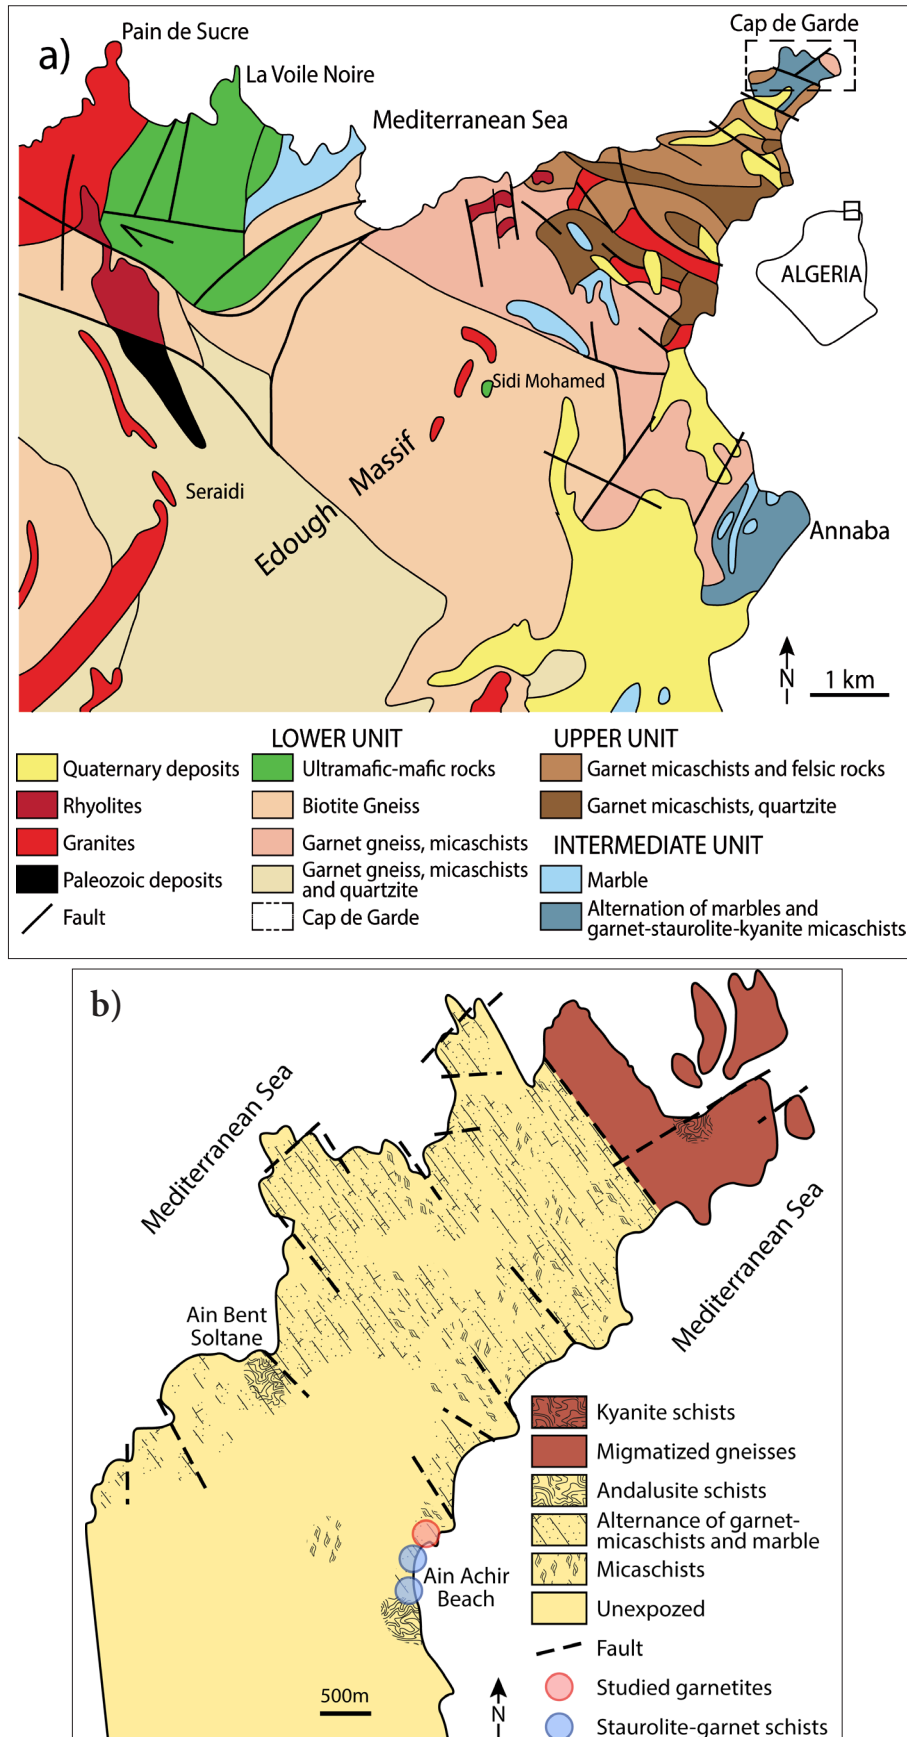 a)
Pain de Sucre
La Voile Noire
Mediterranean Sea
Cap de Garde
ALGERIA
Sidi Mohamed
Edough Massif
Seraidi
Annaba
N
1 km
Quaternary deposits
Rhyolites
Granites
Paleozoic deposits
Fault
LOWER UNIT
Ultramafic-mafic rocks
Biotite Gneiss
Garnet gneiss, micaschists
Garnet gneiss, micaschists
and quartzite
Cap de Garde
UPPER UNIT
Garnet micaschists and felsic rocks
Garnet micaschists, quartzite
INTERMEDIATE UNIT
Marble
Alternation of marbles and
garnet-staurolite-kyanite micaschists
b)
Mediterranean Sea
Mediterranean Sea
Ain Bent
Soltane
Ain Achir
Beach
500m
N
Kyanite schists
Migmatized gneisses
Andalusite schists
Alternance of garnet-
micaschists and marble
Micaschists
Unexpozed
Fault
Studied garnetites
Staurolite-garnet schists